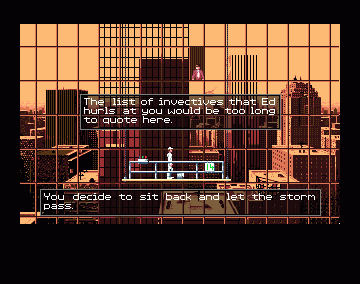 The list of invectives that Ed
hurls at you would be too long
to quote here.
You decide to sit back and let the storm
pass.